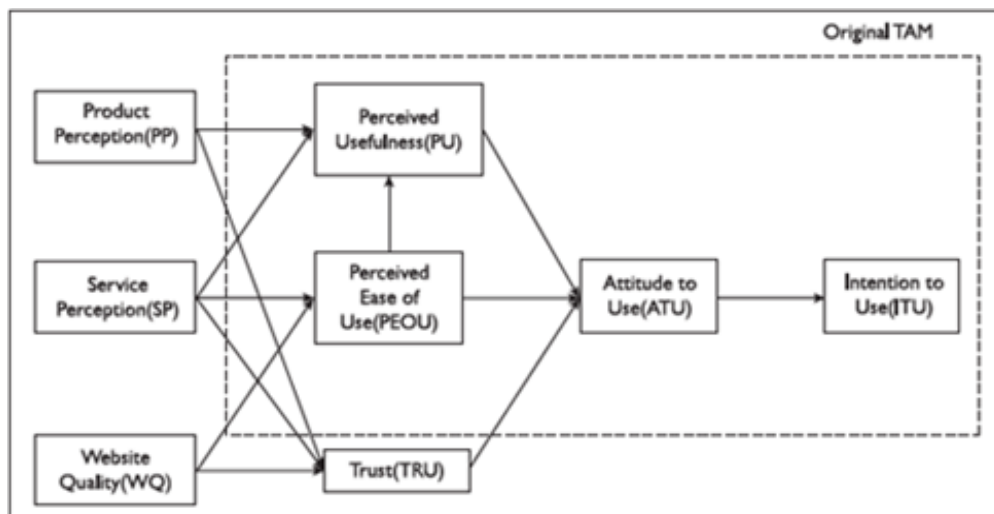 Original TAM
Product
Perception(PP)
Perceived
Usefulness(PU)
Service
Perception(SP)
Perceived
Ease of
Use(PEOU)
Attitude to
Use(ATU)
Intention to
Use(ITU)
Website
Quality(WQ)
Trust(TRU)